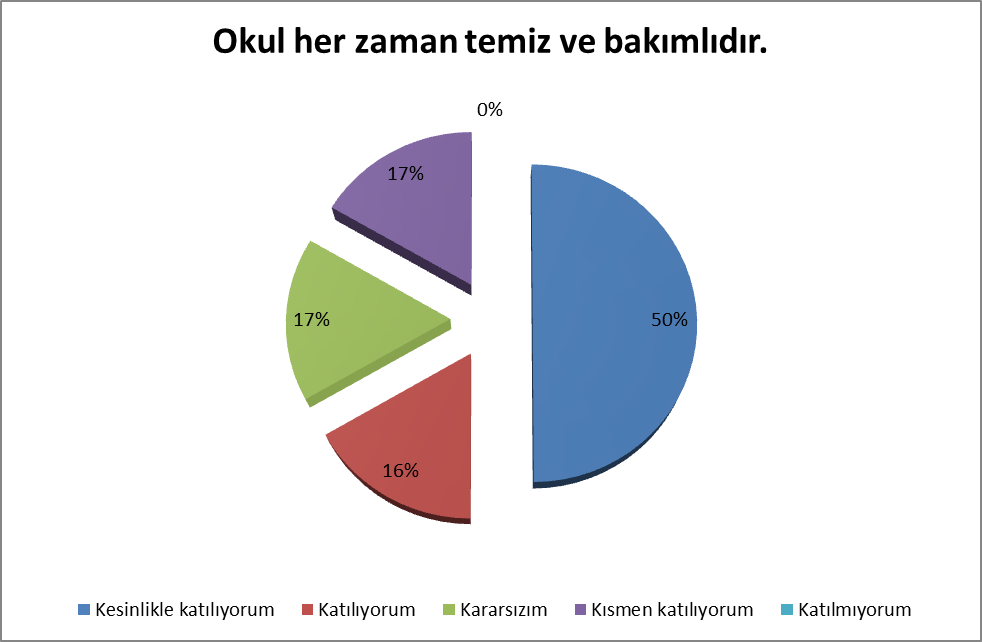 Okul her zaman temiz ve bakımlıdır.
0%
17%
17%
50%
16%
Kesinlikle katılıyorum Katılıyorum Kararsızım Kısmen katılıyorum Katılmıyorum